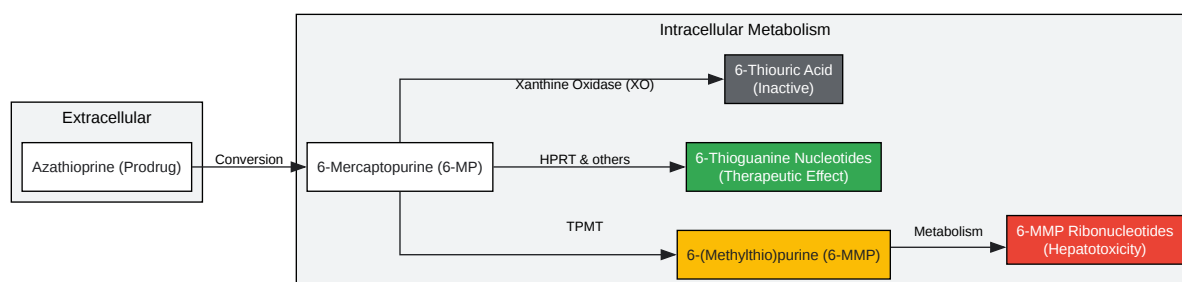 Intracellular Metabolism
Xanthine Oxidase (XO)
6-Thiouric Acid
(Inactive)
Extracellular
Azathioprine (Prodrug)
Conversion
6-Mercaptopurine (6-MP)
HPRT & others
6-Thioguanine Nucleotides
(Therapeutic Effect)
TPMT
6-(Methylthio)purine (6-MMP)
Metabolism
6-MMP Ribonucleotides
(Hepatotoxicity)